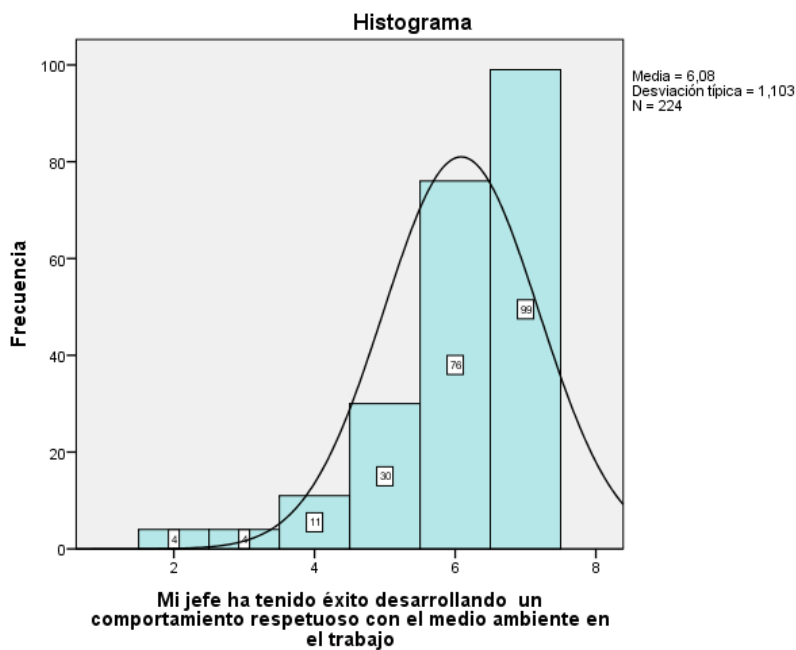 Histograma
Media = 6,08
Desviación típica = 1,103
N = 224
Frecuencia
100
80
60
40
20
0
4
4
11
30
76
99
2
4
6
8
Mi jefe ha tenido éxito desarrollando un
comportamiento respetuoso con el medio ambiente en
el trabajo